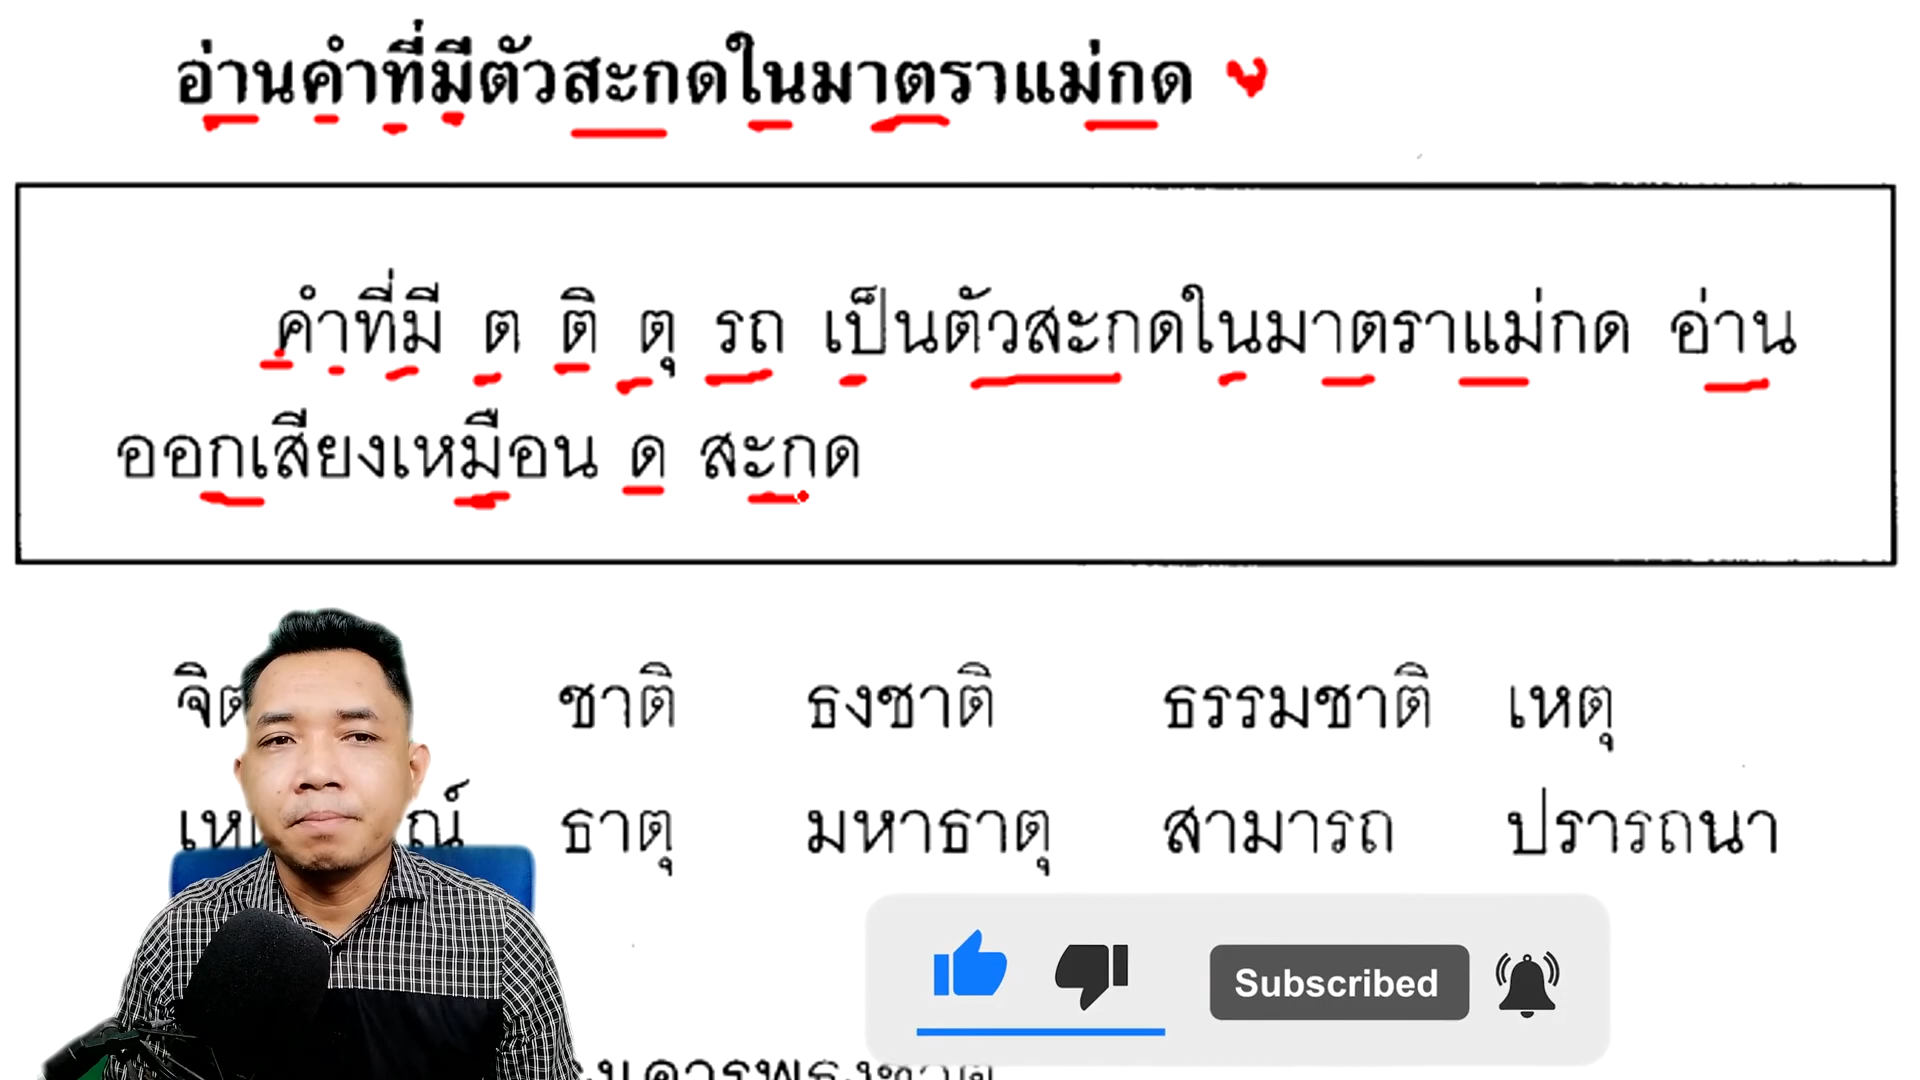 อ่านคำที่มีตัวสะกดในมาตราแม่กด
คำที่มี ต ติ ตุ รถ เป็นตัวสะกดในมาตราแม่กด อ่าน
ออกเสียงเหมือน ด สะกด
ชาติ ธงชาติ ธรรมชาติ เหตุ
ธาตุ มหาธาตุ สามารถ ปรารถนา
Subscribed